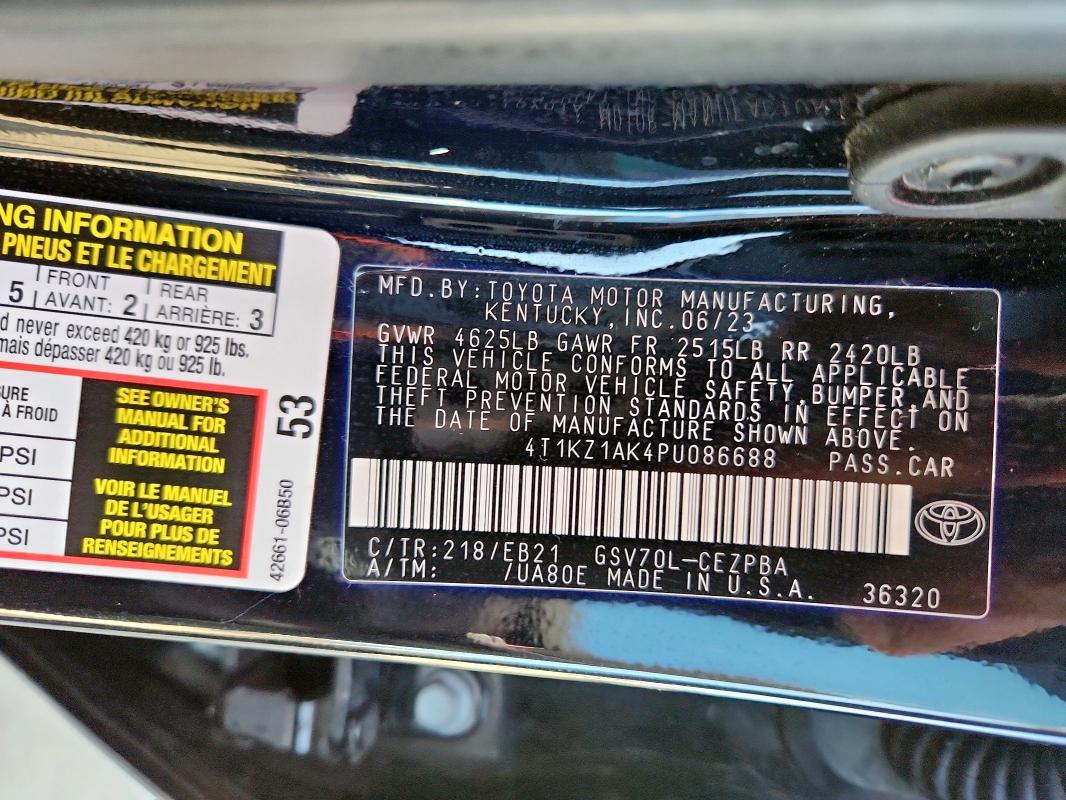 NG INFORMATION
PNEUS ET LE CHARGEMENT
5 | FRONT AVANT: 2 | REAR ARRIÈRE: 3
d never exceed 420 kg or 925 lbs.
mais dépasser 420 kg ou 925 lb.
URE
À FROID
PSI
PSI
PSI
SEE OWNER'S
MANUAL FOR
ADDITIONAL
INFORMATION
VOIR LE MANUEL
DE L'USAGER
POUR PLUS DE
RENSEIGNEMENTS
53
42661-06B50
MFD.BY:TOYOTA MOTOR MANUFACTURING,
KENTUCKY,INC.06/23
GVWR 4625LB GAWR FR 2515LB RR 2420LB
THIS VEHICLE CONFORMS TO ALL APPLICABLE
FEDERAL MOTOR VEHICLE SAFETY,BUMPER,AND
THEFT PREVENTION STANDARDS IN EFFECT ON
THE DATE OF MANUFACTURE SHOWN ABOVE.
4T1KZ1AK4PU086688 PASS.CAR
C/TR:218/EB21 GSV70L-CEZPBA
A/TM: /UA80E MADE IN U.S.A. 36320